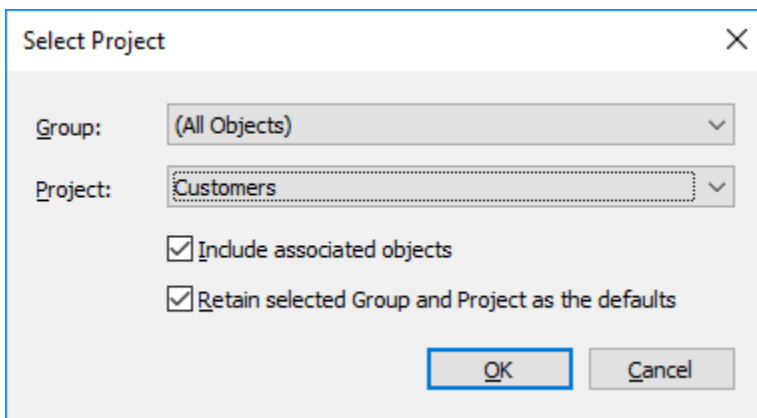 Select Project
Group: (All Objects)
Project: Customers
Include associated objects
Retain selected Group and Project as the defaults
OK Cancel